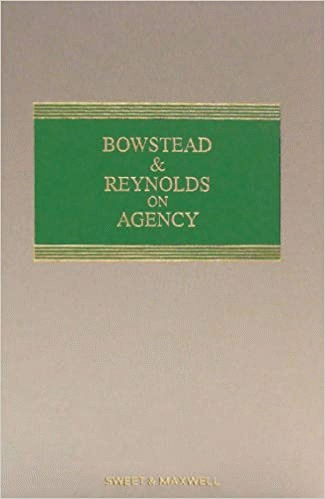 BOWSTEAD
&
REYNOLDS
ON
AGENCY
SWEET & MAXWELL